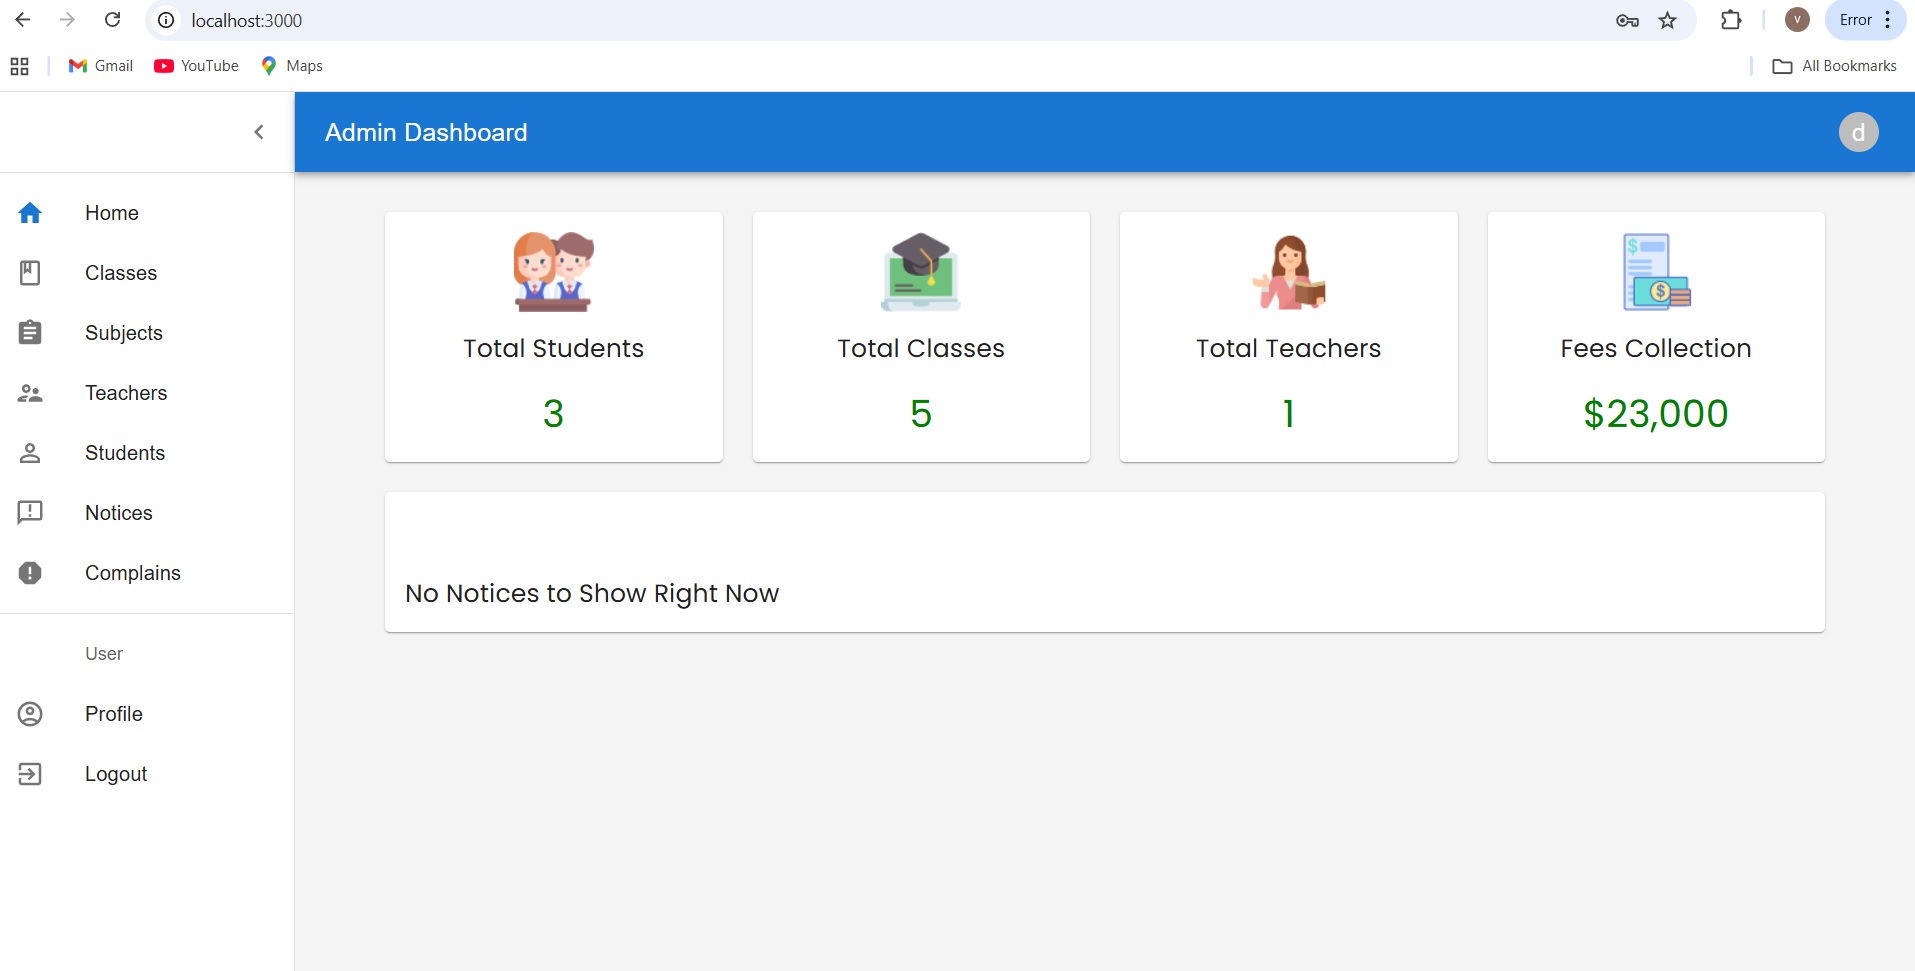 localhost:3000
V
Error
Gmail
YouTube
Maps
All Bookmarks
Admin Dashboard
d
Home
Classes
Subjects
Teachers
Students
Notices
Complains
User
Profile
Logout
Total Students
3
Total Classes
5
Total Teachers
1
Fees Collection
$23,000
No Notices to Show Right Now